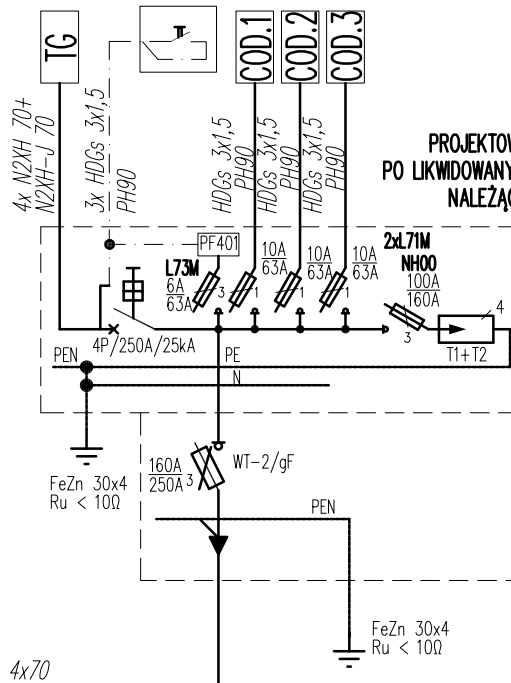 TG
COD.1
COD.2
COD.3
4x N2XH 70+
N2XH-J 70
3x HDGs 3x1,5
PH90
HDGs 3x1,5
PH90
HDGs 3x1,5
PH90
HDGs 3x1,5
PH90
PROJEKTOW
PO LIKWIDOWANY
NALEŻĄC
PF401
L73M
6A
63A
3
10A
63A
1
10A
63A
1
10A
63A
1
2xL71M
NH00
100A
160A
3
4
T1+T2
4P/250A/25kA
PEN
PE
N
FeZn 30x4
Ru < 10Ω
160A
250A
3
WT-2/gF
PEN
FeZn 30x4
Ru < 10Ω
4x70